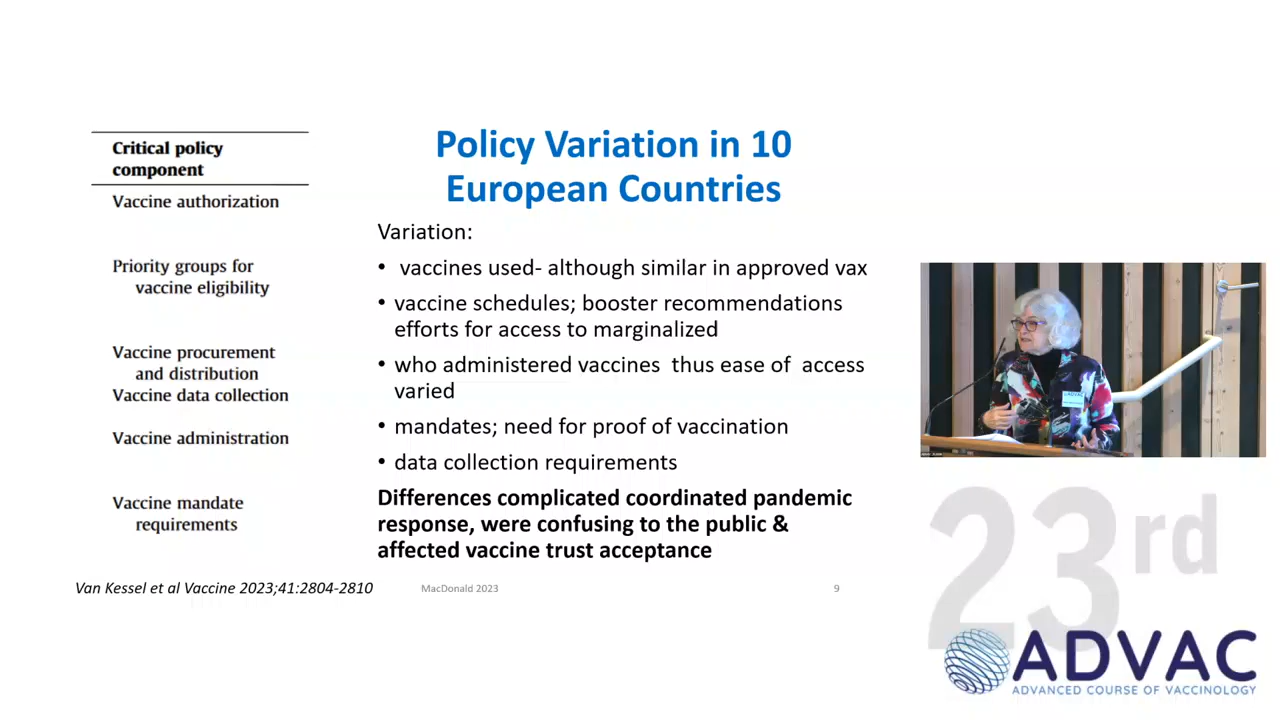 Critical policy
component
Vaccine authorization
Priority groups for
vaccine eligibility
Vaccine procurement
and distribution
Vaccine data collection
Vaccine administration
Vaccine mandate
requirements
Van Kessel et al Vaccine 2023;41:2804-2810
Policy Variation in 10
European Countries
Variation:
• vaccines used- although similar in approved vax
• vaccine schedules; booster recommendations
efforts for access to marginalized
• who administered vaccines thus ease of access
varied
• mandates; need for proof of vaccination
• data collection requirements
Differences complicated coordinated pandemic
response, were confusing to the public &
affected vaccine trust acceptance
MacDonald 2023
9
ADVAC
23rd
ADVAC
ADVANCED COURSE OF VACCINOLOGY